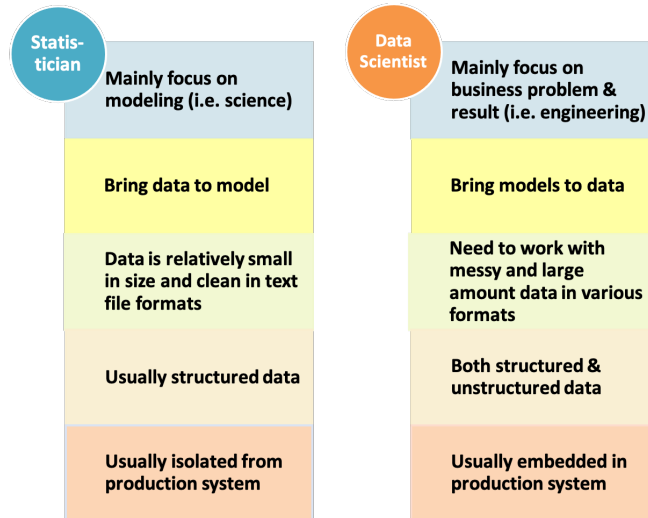 Statis-
tician
Mainly focus on
modeling (i.e. science)
Bring data to model
Data is relatively small
in size and clean in text
file formats
Usually structured data
Usually isolated from
production system
Data
Scientist
Mainly focus on
business problem &
result (i.e. engineering)
Bring models to data
Need to work with
messy and large
amount data in various
formats
Both structured &
unstructured data
Usually embedded in
production system